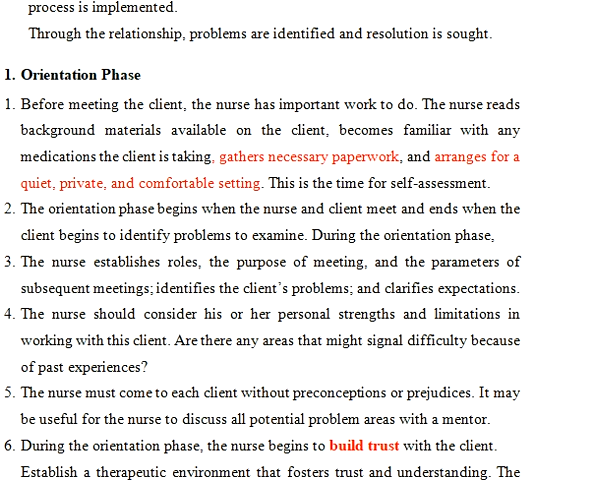 process is implemented.
Through the relationship, problems are identified and resolution is sought.
1. Orientation Phase
1. Before meeting the client, the nurse has important work to do. The nurse reads
background materials available on the client, becomes familiar with any
medications the client is taking, gathers necessary paperwork, and arranges for a
quiet, private, and comfortable setting. This is the time for self-assessment.
2. The orientation phase begins when the nurse and client meet and ends when the
client begins to identify problems to examine. During the orientation phase,
3. The nurse establishes roles, the purpose of meeting, and the parameters of
subsequent meetings; identifies the client's problems; and clarifies expectations.
4. The nurse should consider his or her personal strengths and limitations in
working with this client. Are there any areas that might signal difficulty because
of past experiences?
5. The nurse must come to each client without preconceptions or prejudices. It may
be useful for the nurse to discuss all potential problem areas with a mentor.
6. During the orientation phase, the nurse begins to build trust with the client.
Establish a therapeutic environment that fosters trust and understanding. The